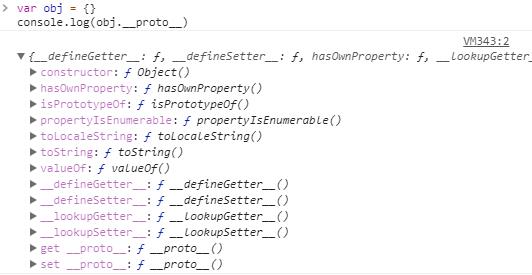 > var obj = {}
console.log(obj.__proto__)
VM343:2
▼{__defineGetter__: ƒ, __defineSetter__: ƒ, hasOwnProperty: ƒ, __lookupGetter_
▶ constructor: ƒ Object()
▶ hasOwnProperty: ƒ hasOwnProperty()
▶ isPrototypeOf: ƒ isPrototypeOf()
▶ propertyIsEnumerable: ƒ propertyIsEnumerable()
▶ toLocaleString: ƒ toLocaleString()
▶ toString: ƒ toString()
▶ valueOf: ƒ valueOf()
▶ __defineGetter__: ƒ __defineGetter__()
▶ __defineSetter__: ƒ __defineSetter__()
▶ __lookupGetter__: ƒ __lookupGetter__()
▶ __lookupSetter__: ƒ __lookupSetter__()
▶ get __proto__: ƒ __proto__()
▶ set __proto__: ƒ __proto__()